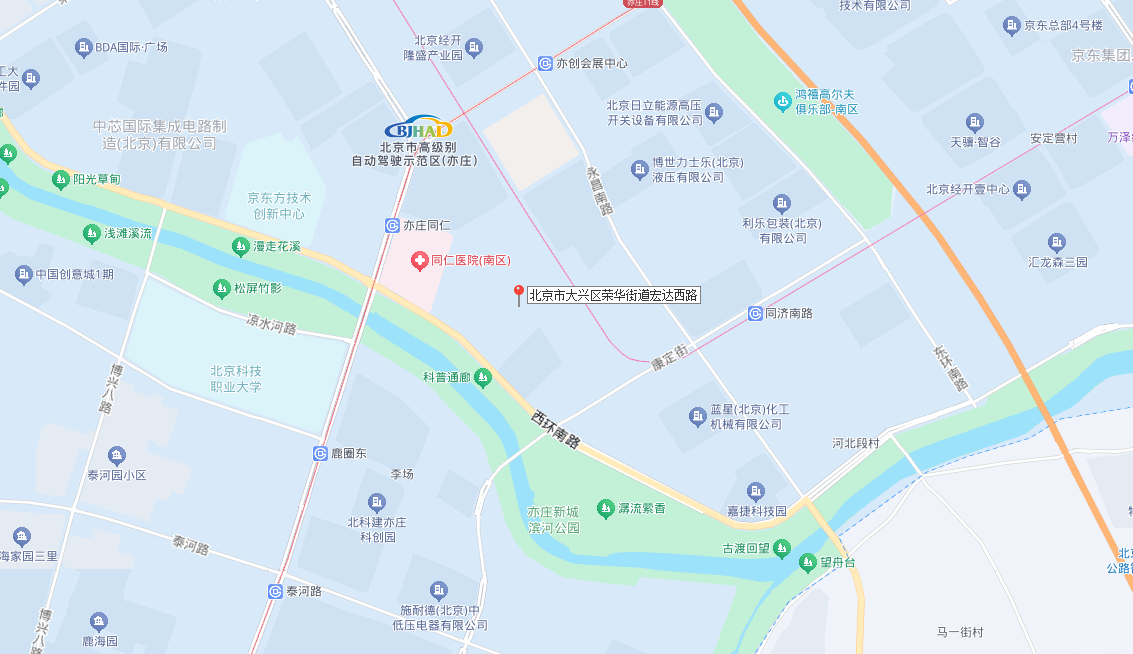 亦庄T1线
技术有限公司
BDA国际·广场
北京经开
隆盛产业园
亦创会展中心
京东总部4号楼
京东集团
工大
件园
鸿禧高尔夫
俱乐部-南区
北京日立能源高压
开关设备有限公司
中芯国际集成电路制
造(北京)有限公司
BJHAD
北京市高级别
自动驾驶示范区(亦庄)
天骥·智谷
安定营村
万泽
博世力士乐(北京)
液压有限公司
永昌南路
阳光草甸
京东方技术
创新中心
北京经开壹中心
利乐包装(北京)
有限公司
浅滩溪流
亦庄同仁
漫走花溪
同仁医院(南区)
汇龙森三园
中国创意城1期
松屏竹影
北京市大兴区荣华街道宏达西路
凉水河路
同济南路
康定街
东环南路
北京科技
职业大学
博兴八路
科普通廊
蓝星(北京)化工
机械有限公司
西环南路
河北段村
鹿圈东
李场
泰河园小区
北科建亦庄
科创园
亦庄新城
滨河公园
潺流萦香
嘉捷科技园
海家园三里
泰河路
古渡回望
望舟台
北
公路
泰河路
施耐德(北京)中
低压电器有限公司
博兴八路
鹿海园
马一街村